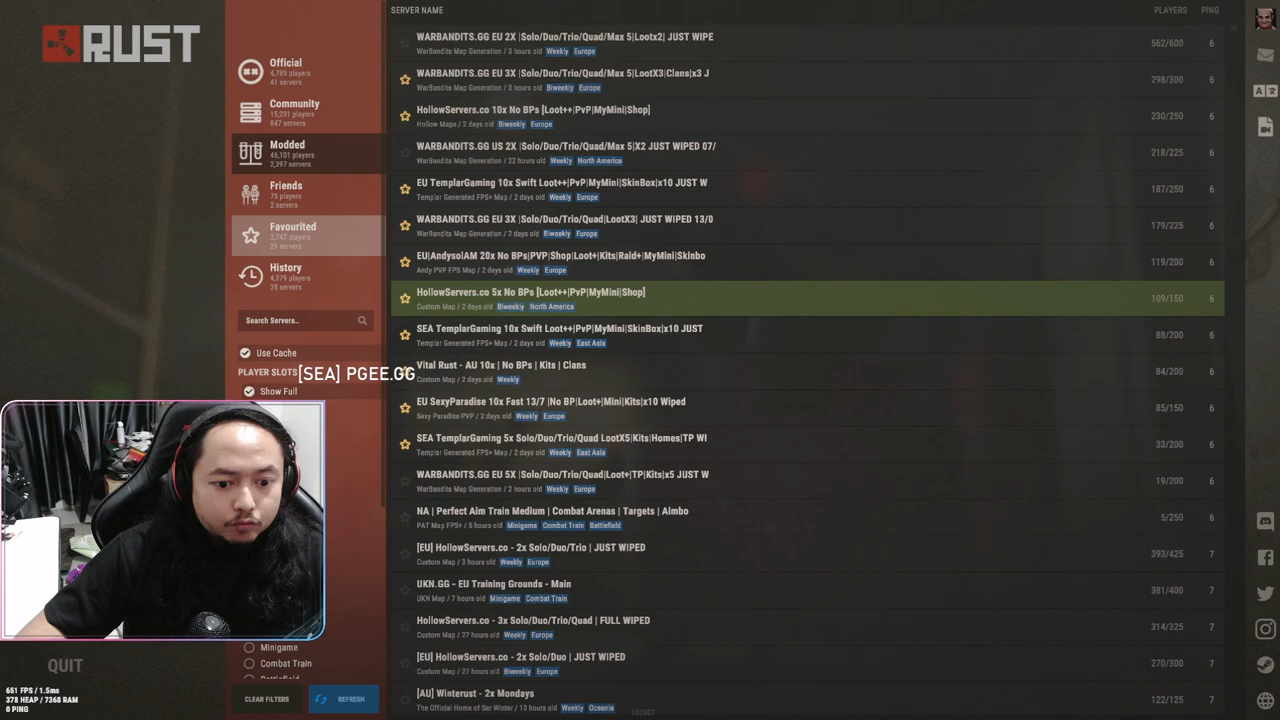 RUST
Official
4,789 players
41 servers
Community
15,231 players
847 servers
Modded
46,101 players
2,397 servers
Friends
75 players
2 servers
Favourited
3,747 players
26 servers
History
4,379 players
38 servers
Search Servers..
Use Cache
PLAYER SLOTS
[SEA] PGEE.GG
Show Full
Minigame
Combat Train
CLEAR FILTERS
REFRESH
QUIT
651 FPS / 1.5ms
378 HEAP / 7368 RAM
0 PING
SERVER NAME PLAYERS PING
WARBANDITS.GG EU 2X |Solo/Duo/Trio/Quad/Max 5|Lootx2| JUST WIPE 562/600 6
WarBandits Map Generation / 3 hours old Weekly Europe
WARBANDITS.GG EU 3X |Solo/Duo/Trio/Quad/Max 5|LootX3|Clans|x3 J 298/300 6
WarBandits Map Generation / 3 hours old Biweekly Europe
HollowServers.co 10x No BPs [Loot++|PvP|MyMini|Shop] 230/250 6
Hollow Maps / 2 days old Biweekly Europe
WARBANDITS.GG US 2X |Solo/Duo/Trio/Quad/Max 5|X2 JUST WIPED 07/ 218/225 6
WarBandits Map Generation / 22 hours old Weekly North America
EU TemplarGaming 10x Swift Loot++|PvP|MyMini|SkinBox|x10 JUST W 187/250 6
Templar Generated FPS+ Map / 2 days old Weekly Europe
WARBANDITS.GG EU 3X |Solo/Duo/Trio/Quad|LootX3| JUST WIPED 13/0 179/225 6
WarBandits Map Generation / 2 days old Biweekly Europe
EU|AndysolAM 20x No BPs|PVP|Shop|Loot+|Kits|Raid+|MyMini|Skinbo 119/200 6
Andy PVP FPS Map / 2 days old Weekly Europe
HollowServers.co 5x No BPs [Loot++|PvP|MyMini|Shop] 109/150 6
Custom Map / 2 days old Biweekly North America
SEA TemplarGaming 10x Swift Loot++|PvP|MyMini|SkinBox|x10 JUST 88/200 6
Templar Generated FPS+ Map / 2 days old Weekly East Asia
Vital Rust - AU 10x | No BPs | Kits | Clans 84/200 6
Custom Map / 2 days old Weekly
EU SexyParadise 10x Fast 13/7 |No BP|Loot+|Mini|Kits|x10 Wiped 85/150 6
Sexy Paradise PVP / 2 days old Weekly Europe
SEA TemplarGaming 5x Solo/Duo/Trio/Quad LootX5|Kits|Homes|TP WI 33/200 6
Templar Generated FPS+ Map / 2 days old Weekly East Asia
WARBANDITS.GG EU 5X |Solo/Duo/Trio/Quad|Loot+|TP|Kits|x5 JUST W 19/200 6
WarBandits Map Generation / 2 hours old Weekly Europe
NA | Perfect Aim Train Medium | Combat Arenas | Targets | Aimbo 5/250 6
PAT Map FPS+ / 5 hours old Minigame Combat Train Battlefield
[EU] HollowServers.co - 2x Solo/Duo/Trio | JUST WIPED 393/425 7
Custom Map / 3 hours old Weekly Europe
UKN.GG - EU Training Grounds - Main 381/400 7
UKN Map / 7 hours old Minigame Combat Train
HollowServers.co - 3x Solo/Duo/Trio/Quad | FULL WIPED 314/325 7
Custom Map / 27 hours old Weekly Europe
[EU] HollowServers.co - 2x Solo/Duo | JUST WIPED 270/300 7
Custom Map / 27 hours old Biweekly Europe
[AU] Winterust - 2x Mondays 122/125 7
The Official Home of Ser Winter / 13 hours old Weekly Oceania
100907